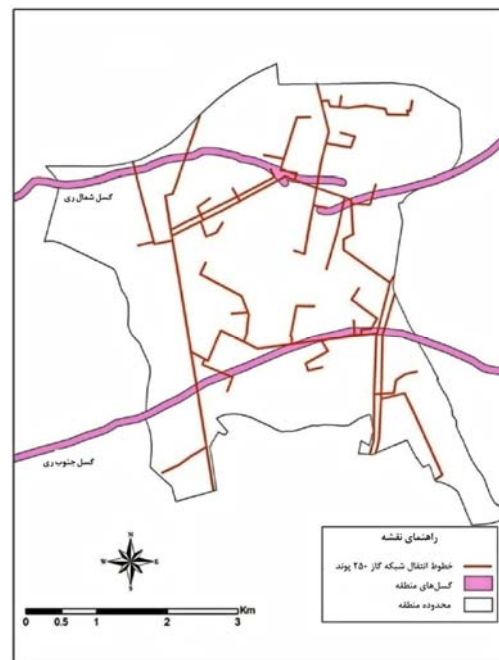 گسل شمال ری
گسل جنوب ری
راهنمای نقشه
خطوط انتقال شبکه گاز ۲۵۰ پوند
گسل‌های منطقه
محدوده منطقه
N
W E
S
Km
0 0.5 1 2 3